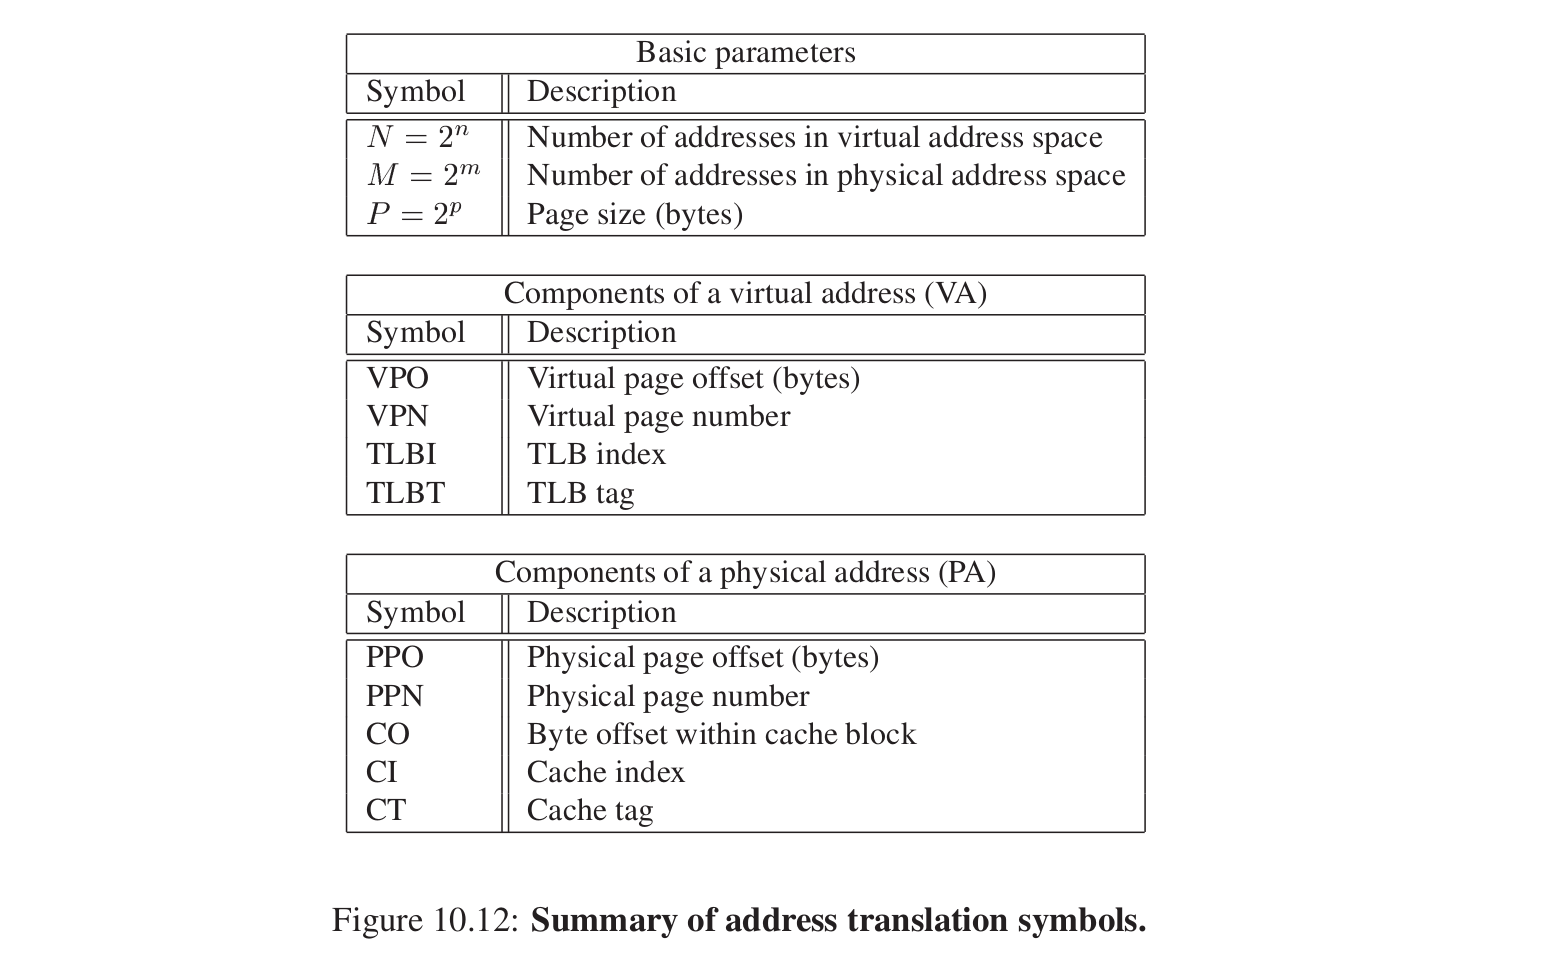 Basic parameters
Symbol Description
N = 2^n Number of addresses in virtual address space
M = 2^m Number of addresses in physical address space
P = 2^p Page size (bytes)
Components of a virtual address (VA)
Symbol Description
VPO Virtual page offset (bytes)
VPN Virtual page number
TLBI TLB index
TLBT TLB tag
Components of a physical address (PA)
Symbol Description
PPO Physical page offset (bytes)
PPN Physical page number
CO Byte offset within cache block
CI Cache index
CT Cache tag
Figure 10.12: Summary of address translation symbols.